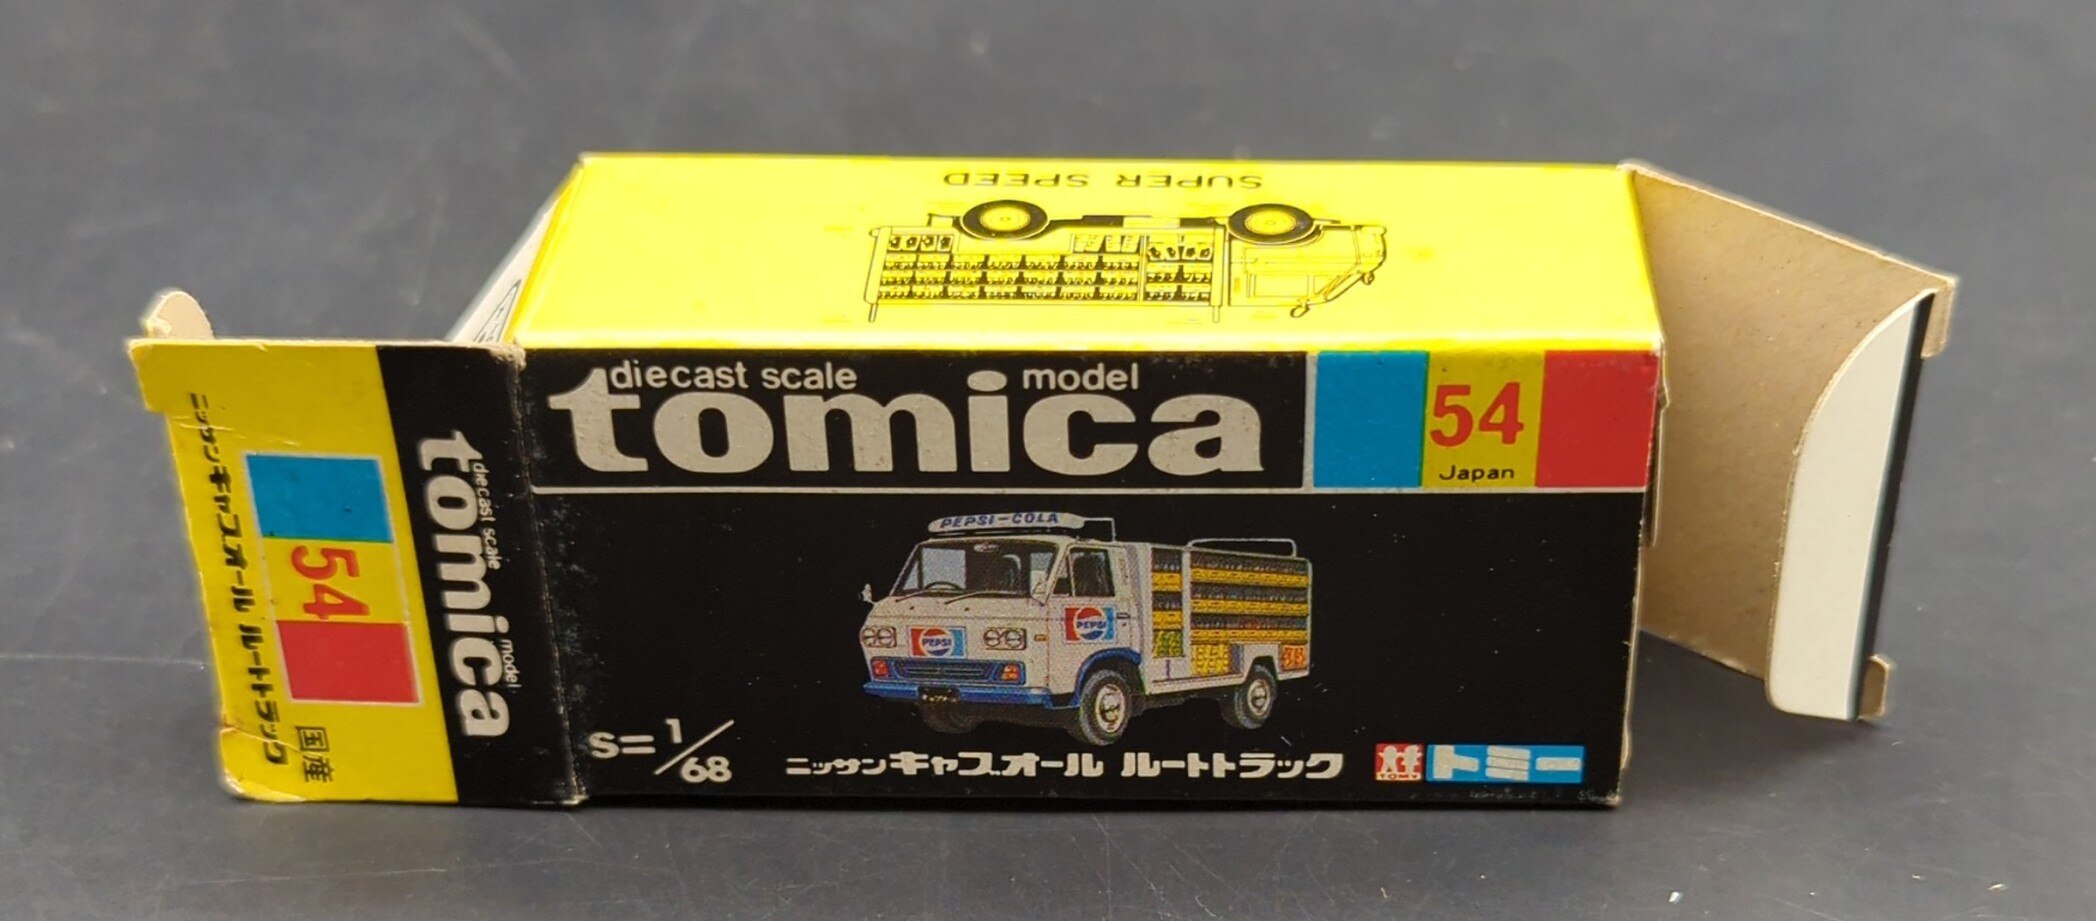 SUPER SPEED
diecast scale model
tomica
54
Japan
PEPSI-COLA
PEPSI
PEPSI
S=1/68
ニッサンキャブオール ルートトラック
TOMY
トミー
diecast scale model
tomica
54
ニッサンキャブオール ルートトラック
国産